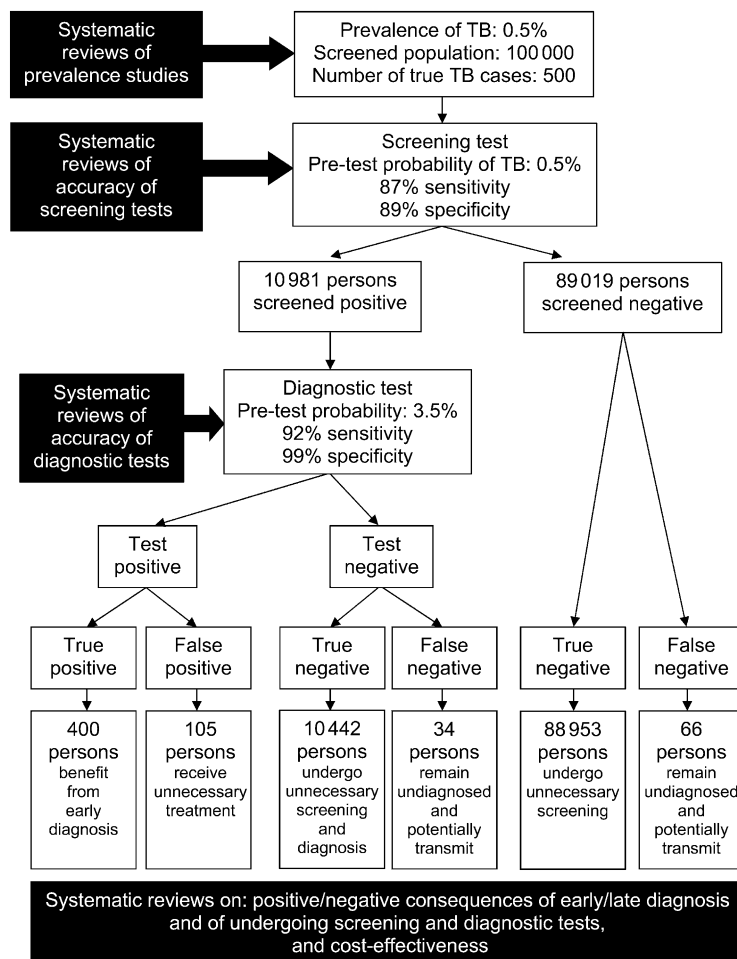 Systematic
reviews of
prevalence studies
Prevalence of TB: 0.5%
Screened population: 100 000
Number of true TB cases: 500
Systematic
reviews of
accuracy of
screening tests
Screening test
Pre-test probability of TB: 0.5%
87% sensitivity
89% specificity
10 981 persons
screened positive
89 019 persons
screened negative
Systematic
reviews of
accuracy of
diagnostic tests
Diagnostic test
Pre-test probability: 3.5%
92% sensitivity
99% specificity
Test
positive
Test
negative
True
positive
False
positive
True
negative
False
negative
True
negative
False
negative
400
persons
benefit
from
early
diagnosis
105
persons
receive
unnecessary
treatment
10 442
persons
undergo
unnecessary
screening
and
diagnosis
34
persons
remain
undiagnosed
and
potentially
transmit
88 953
persons
undergo
unnecessary
screening
66
persons
remain
undiagnosed
and
potentially
transmit
Systematic reviews on: positive/negative consequences of early/late diagnosis
and of undergoing screening and diagnostic tests,
and cost-effectiveness